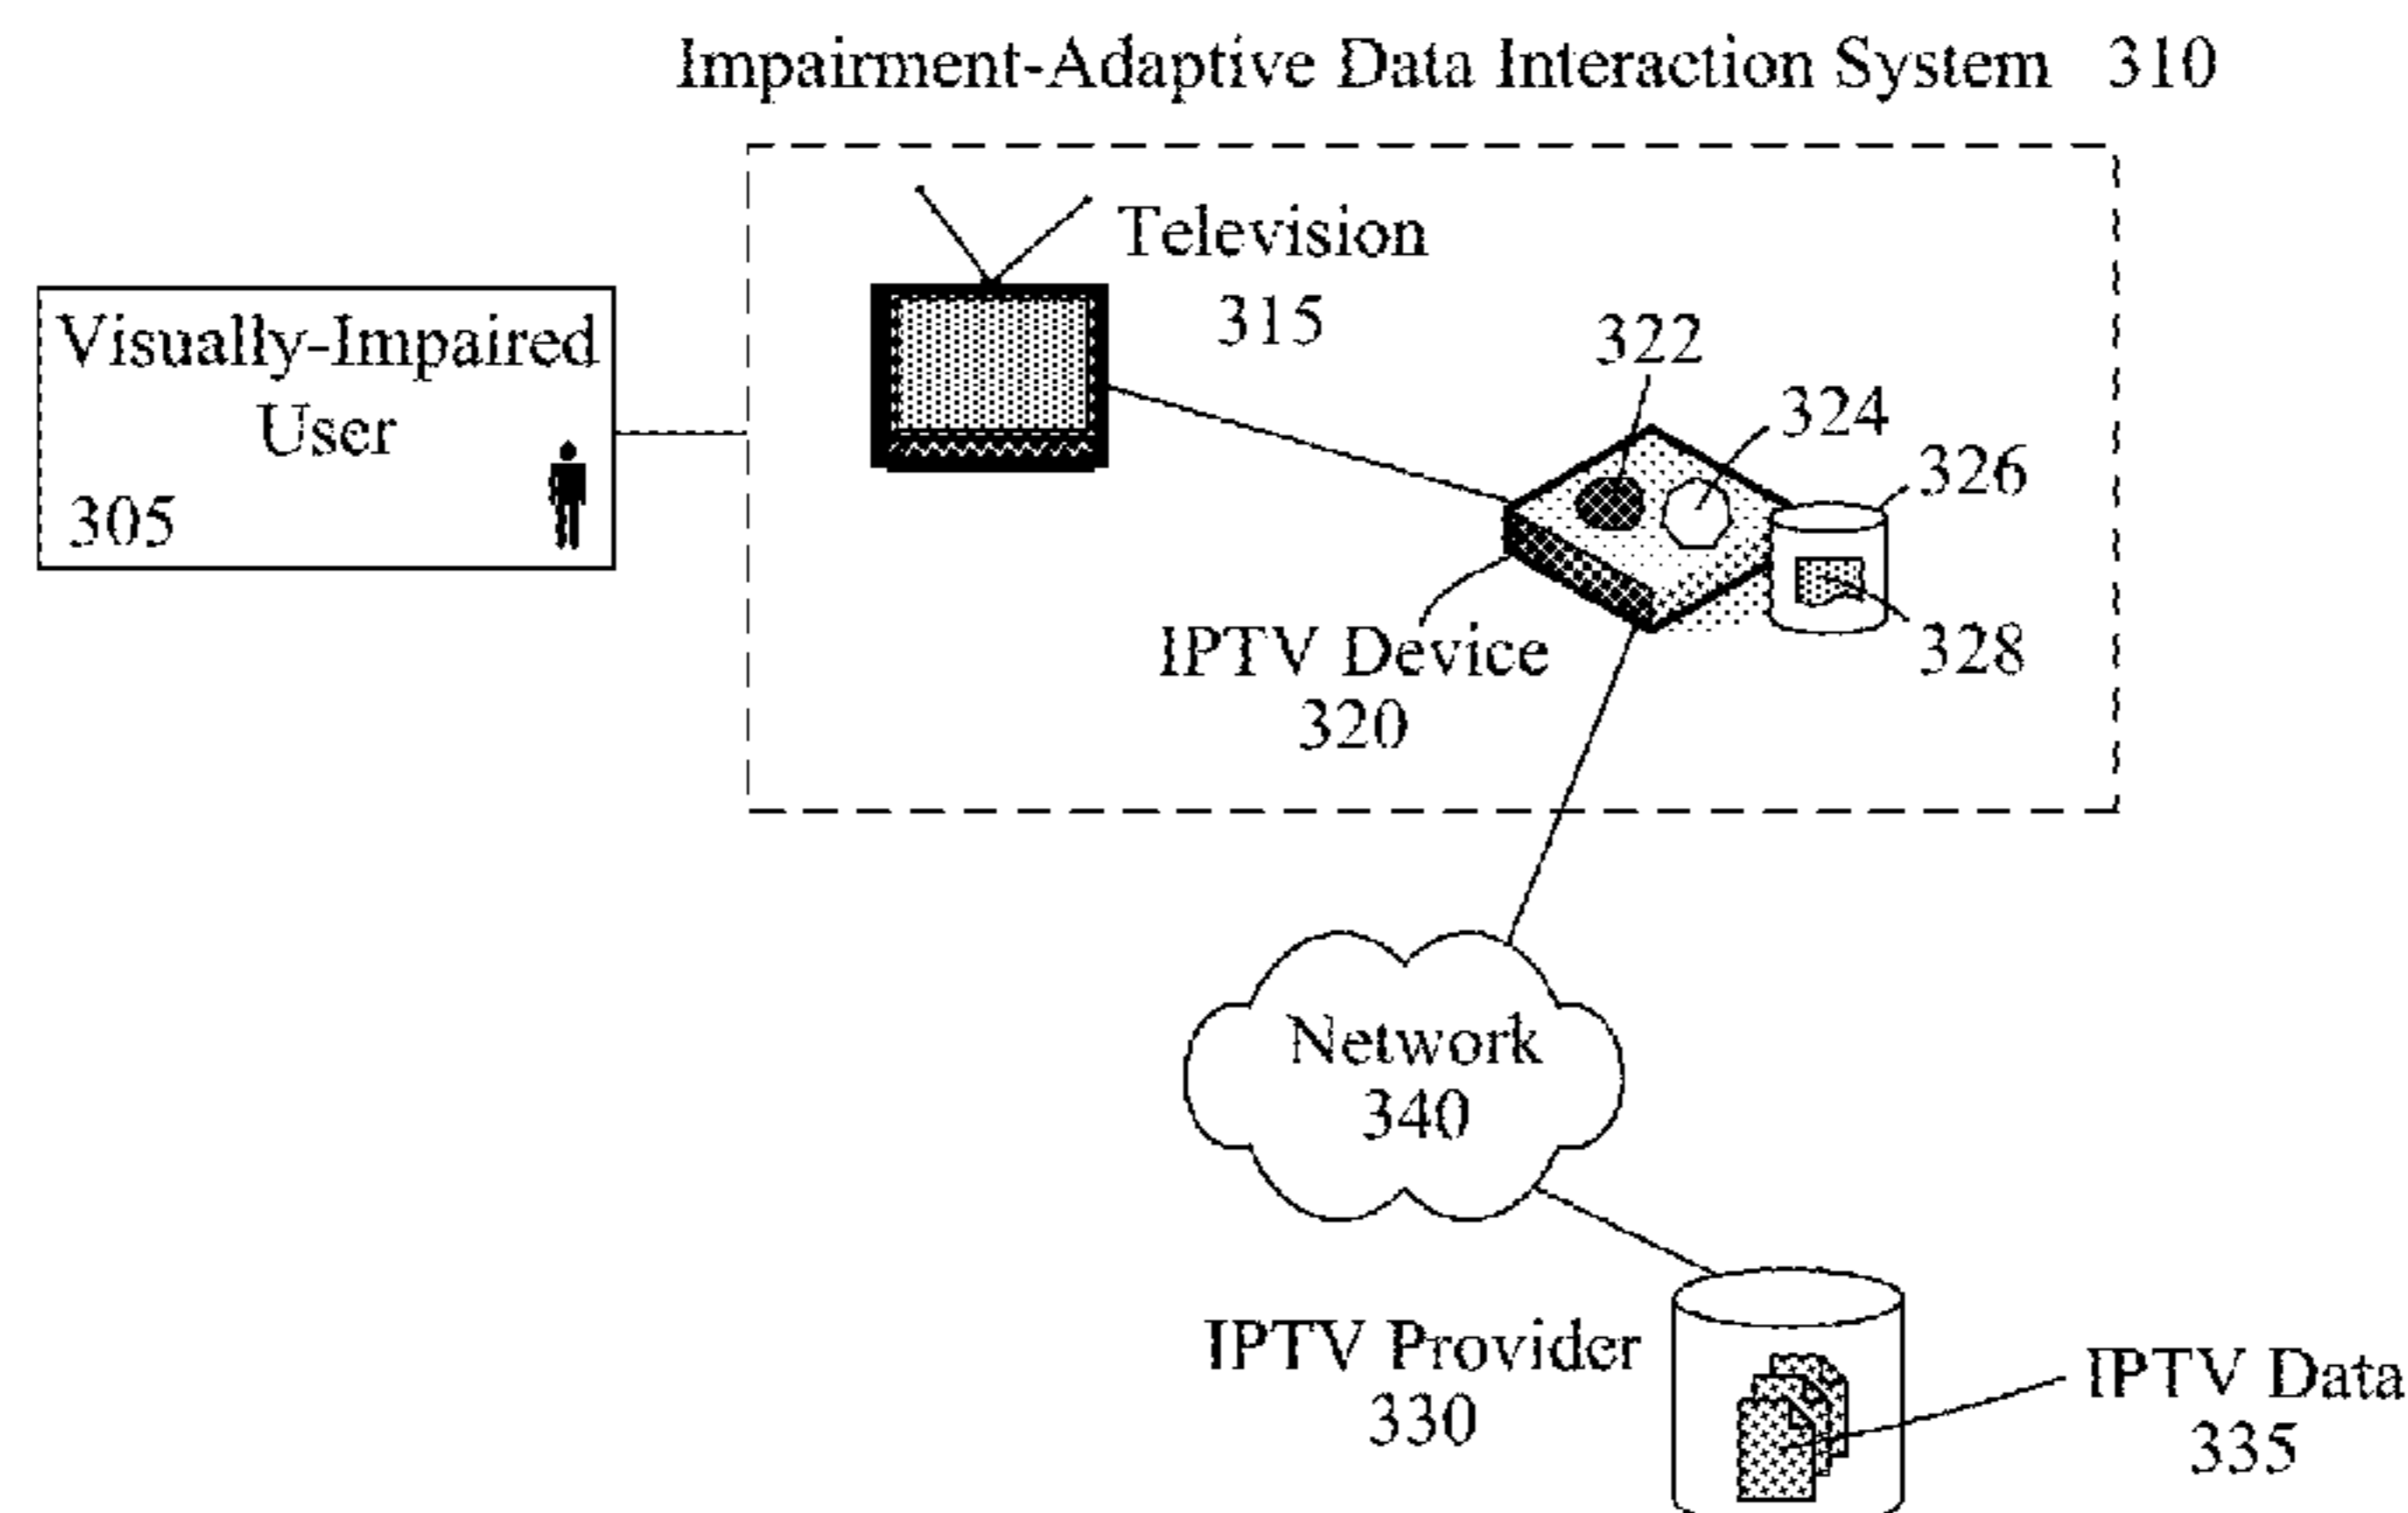 Impairment-Adaptive Data Interaction System 310
Television
315
Visually-Impaired
User
305
322
324
326
328
IPTV Device
320
Network
340
IPTV Provider
330
IPTV Data
335